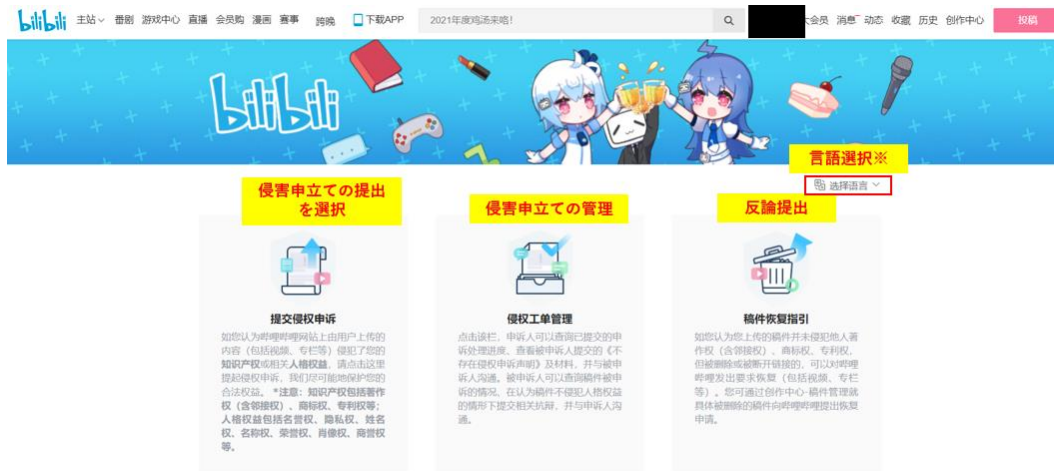 bilibili 主站 番剧 游戏中心 直播 会员购 漫画 赛事 跨晚 下载APP 2021年度鸡汤来咯! 大会员 消息 动态 收藏 历史 创作中心 投稿
bilibili
言語選択※
选择语言
侵害申立ての提出
を選択
侵害申立ての管理
反論提出
提交侵权申诉
如您认为哔哩哔哩网站上由用户上传的
内容(包括视频、专栏等)侵犯了您的
知识产权或相关人格权益,请点击这里
提起侵权申诉,我们尽可能地保护您的
合法权益。*注意:知识产权包括著作
权(含邻接权)、商标权、专利权等;
人格权益包括名誉权、隐私权、姓名
权、名称权、荣誉权、肖像权、商誉权
等。
侵权工单管理
点击该栏,申诉人可以查询已提交的申
诉处理进度、查看被申诉人提交的《不
存在侵权申诉声明》及材料,并与被申
诉人沟通。被申诉人可以查询稿件被申
诉的情况、在认为稿件不侵犯人格权益
的情形下提交相关抗辩,并与申诉人沟
通。
稿件恢复指引
如您认为您上传的稿件并未侵犯他人著
作权(含邻接权)、商标权、专利权,
但被删除或被断开链接的,可以对哔哩
哔哩发出要求恢复(包括视频、专栏
等)。您可通过创作中心-稿件管理就
具体被删除的稿件向哔哩哔哩提出恢复
申请。